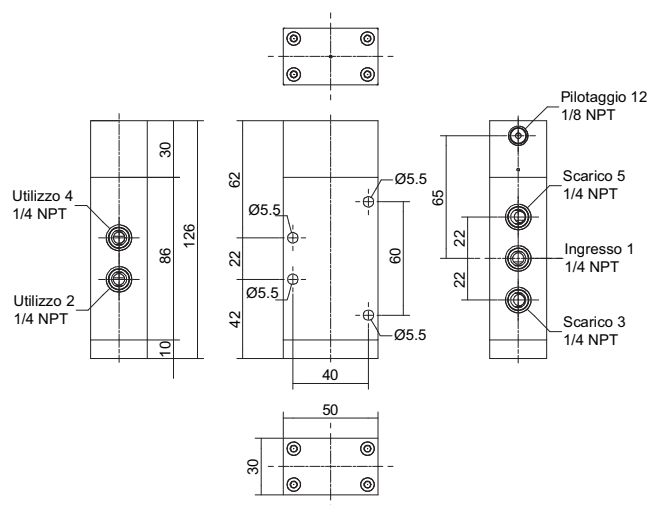 Pilotaggio 12
1/8 NPT
30
62
Ø5.5
Scarico 5
1/4 NPT
Utilizzo 4
1/4 NPT
65
Ø5.5
22
86
126
22
60
Ingresso 1
1/4 NPT
Utilizzo 2
1/4 NPT
Ø5.5
22
42
Ø5.5
Scarico 3
1/4 NPT
10
40
50
30